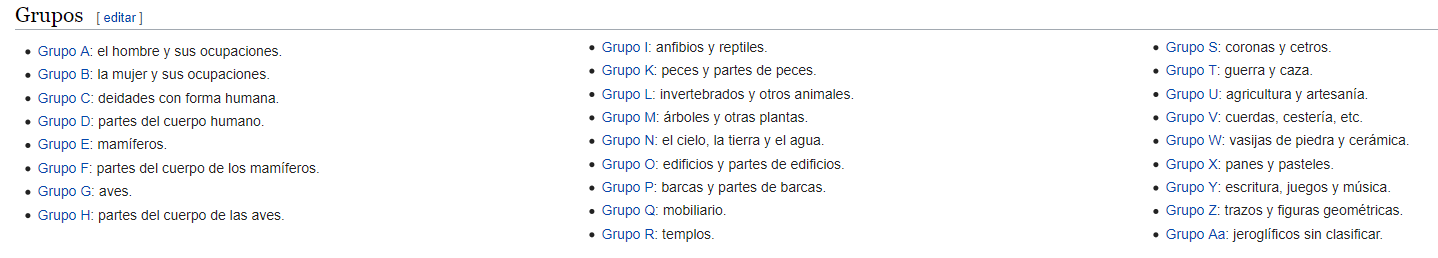 Grupos [ editar ]
Grupo A: el hombre y sus ocupaciones.
Grupo B: la mujer y sus ocupaciones.
Grupo C: deidades con forma humana.
Grupo D: partes del cuerpo humano.
Grupo E: mamíferos.
Grupo F: partes del cuerpo de los mamíferos.
Grupo G: aves.
Grupo H: partes del cuerpo de las aves.
Grupo I: anfibios y reptiles.
Grupo K: peces y partes de peces.
Grupo L: invertebrados y otros animales.
Grupo M: árboles y otras plantas.
Grupo N: el cielo, la tierra y el agua.
Grupo O: edificios y partes de edificios.
Grupo P: barcas y partes de barcas.
Grupo Q: mobiliario.
Grupo R: templos.
Grupo S: coronas y cetros.
Grupo T: guerra y caza.
Grupo U: agricultura y artesanía.
Grupo V: cuerdas, cestería, etc.
Grupo W: vasijas de piedra y cerámica.
Grupo X: panes y pasteles.
Grupo Y: escritura, juegos y música.
Grupo Z: trazos y figuras geométricas.
Grupo Aa: jeroglíficos sin clasificar.